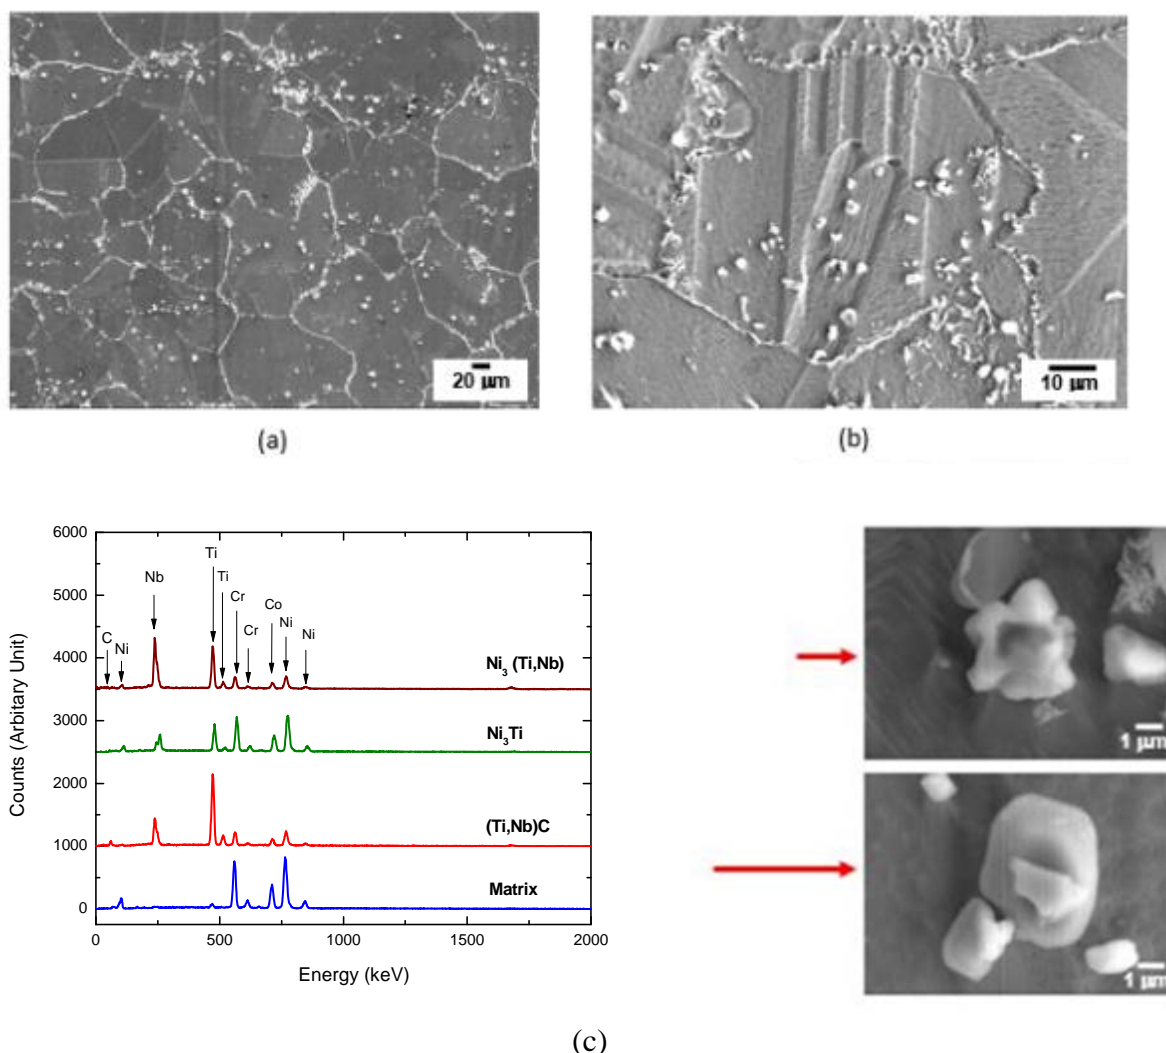 20 μm
10 μm
(a)
(b)
6000
5000
4000
3000
2000
1000
0
Counts (Arbitary Unit)
C
Ni
Nb
Ti
Ti
Cr
Cr
Co
Ni
Ni
Ni3 (Ti,Nb)
Ni3Ti
(Ti,Nb)C
Matrix
0
500
1000
1500
2000
Energy (keV)
1 μm
1 μm
(c)